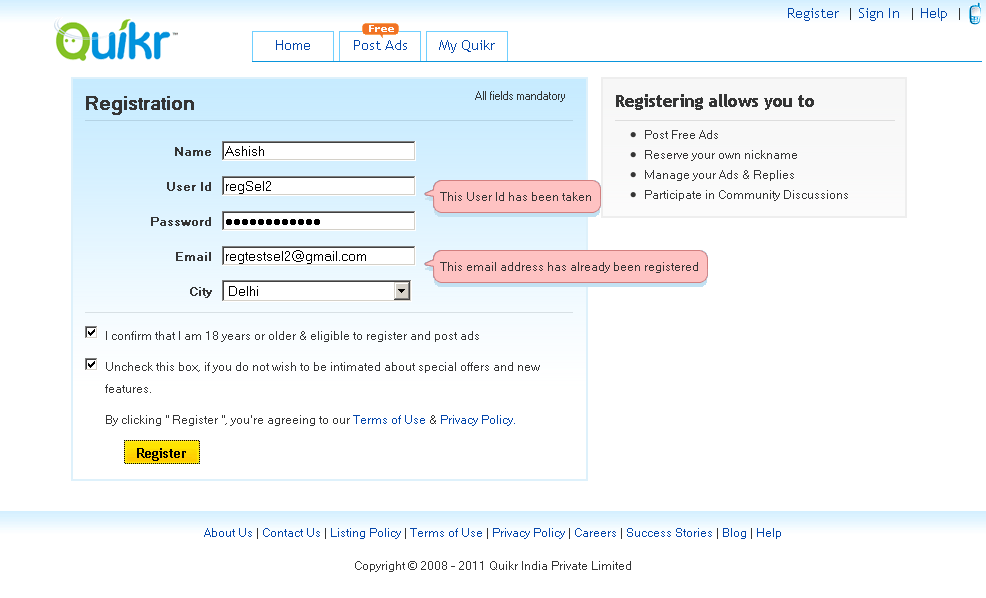 Register | Sign In | Help |
Quikr™
Home
Free
Post Ads
My Quikr
Registration
All fields mandatory
Name Ashish
User Id regSel2
This User Id has been taken
Password ●●●●●●●●●●●●
Email regtestsel2@gmail.com
This email address has already been registered
City Delhi
I confirm that I am 18 years or older & eligible to register and post ads
Uncheck this box, if you do not wish to be intimated about special offers and new
features.
By clicking " Register ", you're agreeing to our Terms of Use & Privacy Policy.
Register
Registering allows you to
Post Free Ads
Reserve your own nickname
Manage your Ads & Replies
Participate in Community Discussions
About Us | Contact Us | Listing Policy | Terms of Use | Privacy Policy | Careers | Success Stories | Blog | Help
Copyright © 2008 - 2011 Quikr India Private Limited